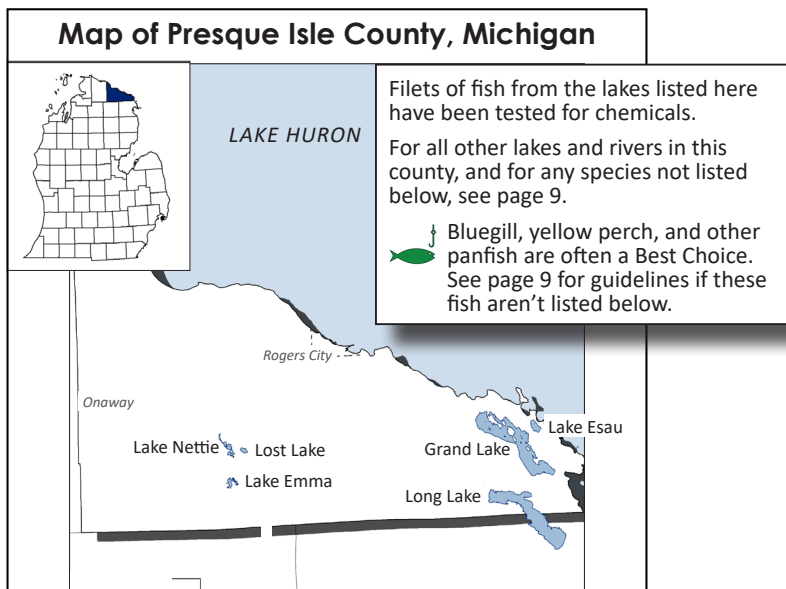 Map of Presque Isle County, Michigan
LAKE HURON
Filets of fish from the lakes listed here
have been tested for chemicals.
For all other lakes and rivers in this
county, and for any species not listed
below, see page 9.
Bluegill, yellow perch, and other
panfish are often a Best Choice.
See page 9 for guidelines if these
fish aren’t listed below.
Rogers City
Onaway
Lake Esau
Lake Nettie
Lost Lake
Grand Lake
Lake Emma
Long Lake